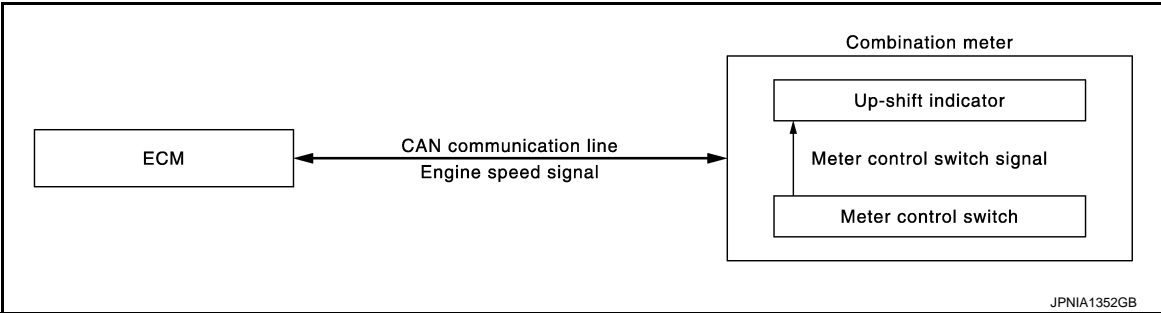 Combination meter
Up-shift indicator
ECM
CAN communication line
Engine speed signal
Meter control switch signal
Meter control switch
JPNIA1352GB